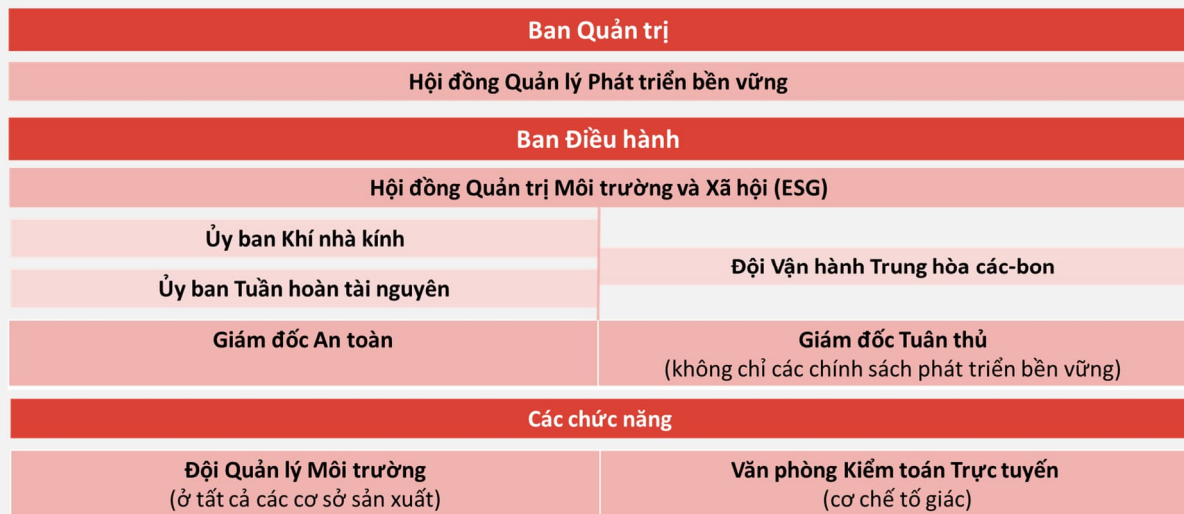 Ban Quản trị
Hội đồng Quản lý Phát triển bền vững
Ban Điều hành
Hội đồng Quản trị Môi trường và Xã hội (ESG)
Ủy ban Khí nhà kính
Ủy ban Tuần hoàn tài nguyên
Đội Vận hành Trung hòa các-bon
Giám đốc An toàn
Giám đốc Tuân thủ
(không chỉ các chính sách phát triển bền vững)
Các chức năng
Đội Quản lý Môi trường
(ở tất cả các cơ sở sản xuất)
Văn phòng Kiểm toán Trực tuyến
(cơ chế tố giác)